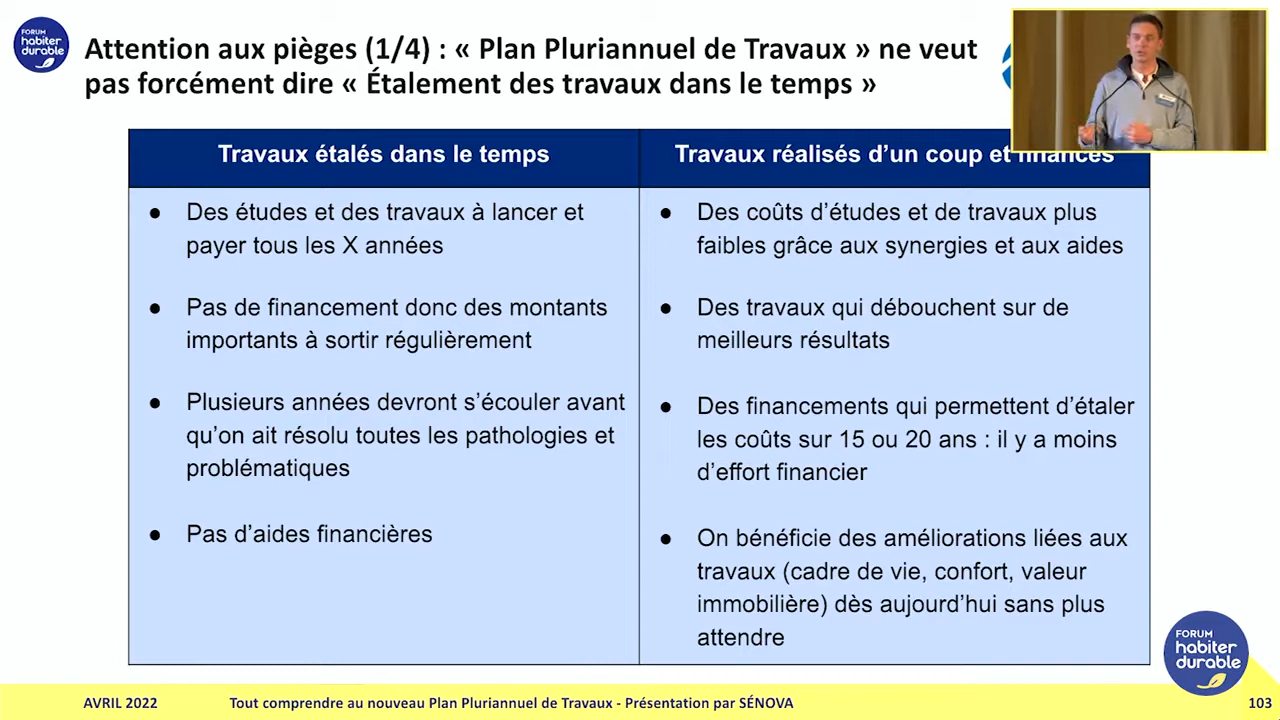 FORUM
habiter
durable
Attention aux pièges (1/4) : « Plan Pluriannuel de Travaux » ne veut
pas forcément dire « Étalement des travaux dans le temps »
Travaux étalés dans le temps
● Des études et des travaux à lancer et
payer tous les X années
● Pas de financement donc des montants
importants à sortir régulièrement
● Plusieurs années devront s’écouler avant
qu’on ait résolu toutes les pathologies et
problématiques
● Pas d’aides financières
Travaux réalisés d’un coup et financés
● Des coûts d’études et de travaux plus
faibles grâce aux synergies et aux aides
● Des travaux qui débouchent sur de
meilleurs résultats
● Des financements qui permettent d’étaler
les coûts sur 15 ou 20 ans : il y a moins
d’effort financier
● On bénéficie des améliorations liées aux
travaux (cadre de vie, confort, valeur
immobilière) dès aujourd’hui sans plus
attendre
FORUM
habiter
durable
AVRIL 2022
Tout comprendre au nouveau Plan Pluriannuel de Travaux - Présentation par SÉNOVA
103